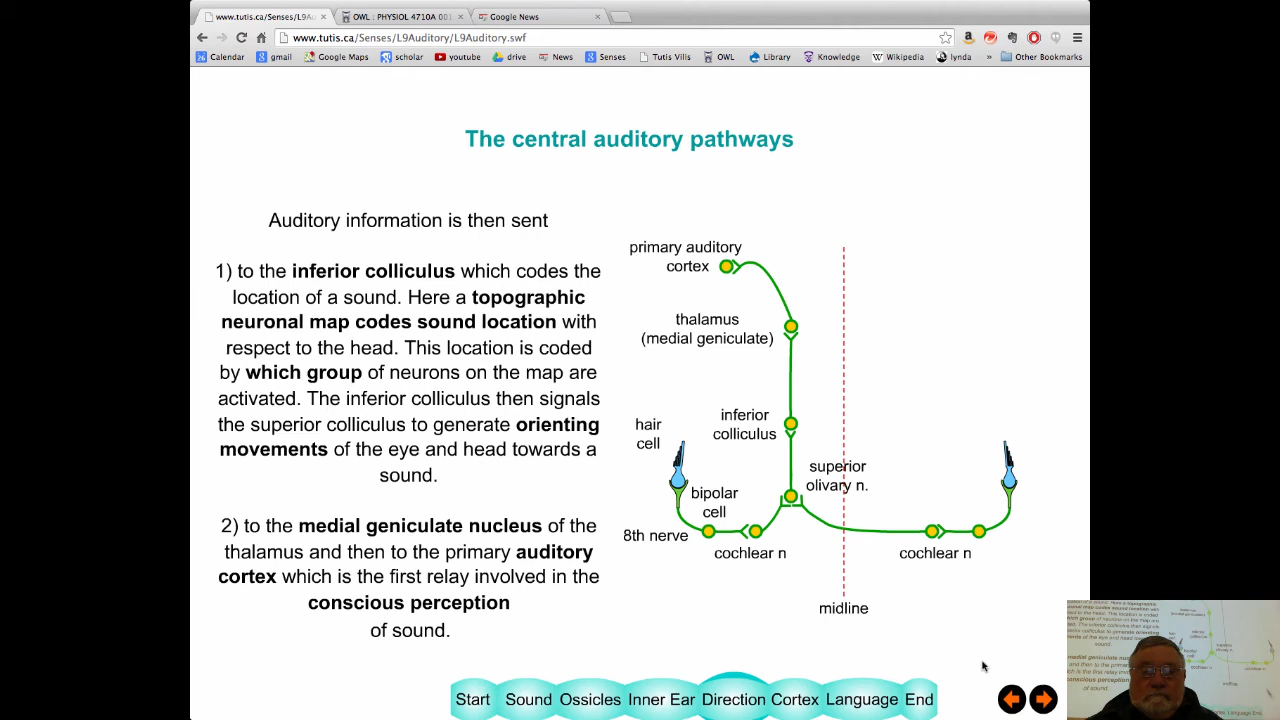 www.tutis.ca/Senses/L9Au
OWL : PHYSIOL 4710A 001
Google News
www.tutis.ca/Senses/L9Auditory/L9Auditory.swf
Calendar gmail Google Maps scholar youtube drive News Senses Tutis Vills OWL Library Knowledge Wikipedia lynda » Other Bookmarks
The central auditory pathways
Auditory information is then sent
1) to the inferior colliculus which codes the
location of a sound. Here a topographic
neuronal map codes sound location with
respect to the head. This location is coded
by which group of neurons on the map are
activated. The inferior colliculus then signals
the superior colliculus to generate orienting
movements of the eye and head towards a
sound.
2) to the medial geniculate nucleus of the
thalamus and then to the primary auditory
cortex which is the first relay involved in the
conscious perception
of sound.
primary auditory
cortex
thalamus
(medial geniculate)
inferior
colliculus
hair
cell
superior
olivary n.
bipolar
cell
8th nerve
cochlear n
cochlear n
midline
Start Sound Ossicles Inner Ear Direction Cortex Language End